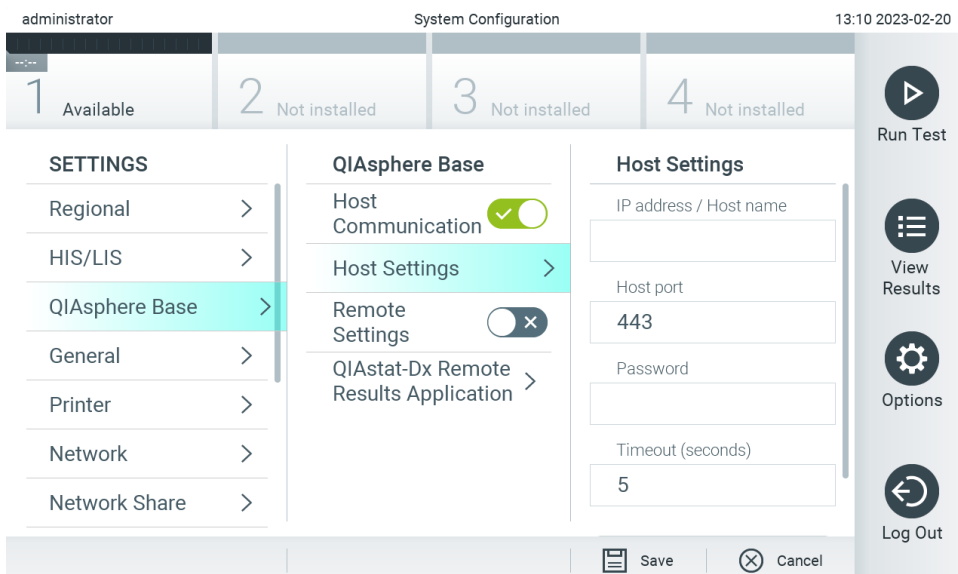 administrator
System Configuration
13:10 2023-02-20
--:--
1 Available
2 Not installed
3 Not installed
4 Not installed
Run Test
View
Results
Options
Log Out
SETTINGS
Regional
HIS/LIS
QIAsphere Base
General
Printer
Network
Network Share
QIAsphere Base
Host
Communication
Host Settings
Remote
Settings
QIAstat-Dx Remote
Results Application
Host Settings
IP address / Host name
Host port
443
Password
Timeout (seconds)
5
Save
Cancel